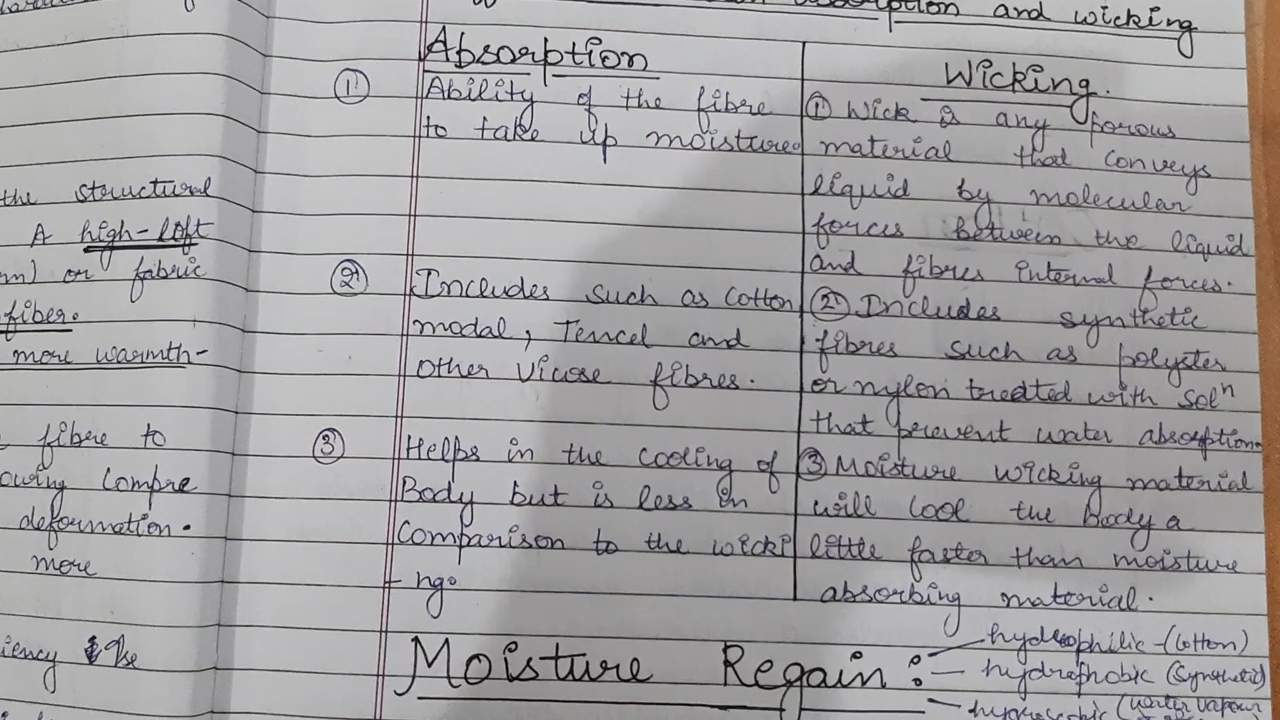 and wicking
the structural
A high-loft
or fabric
fiber.
more warmth-
fibre to
Compre
deformation.
more
Absorption
① Ability of the fibre
to take up moisture.
② Includes such as Cotton
modal, Tencel and
other Vicose fibres.
③ Helps in the cooling of
Body but is less in
Comparison to the wicki
- ng.
Wicking.
① Wick is any porous
material that conveys
liquid by molecular
forces between the liquid
and fibres internal forces.
② Includes synthetic
fibres such as polyster
or nylon treated with solⁿ
that prevent water absorption.
③ Moisture wicking material
will cool the Body a
little faster than moisture
absorbing material.
Moisture Regain :
- hydrophilic - (Cotton)
- hydrophobic (Synthetic)
(water vapour